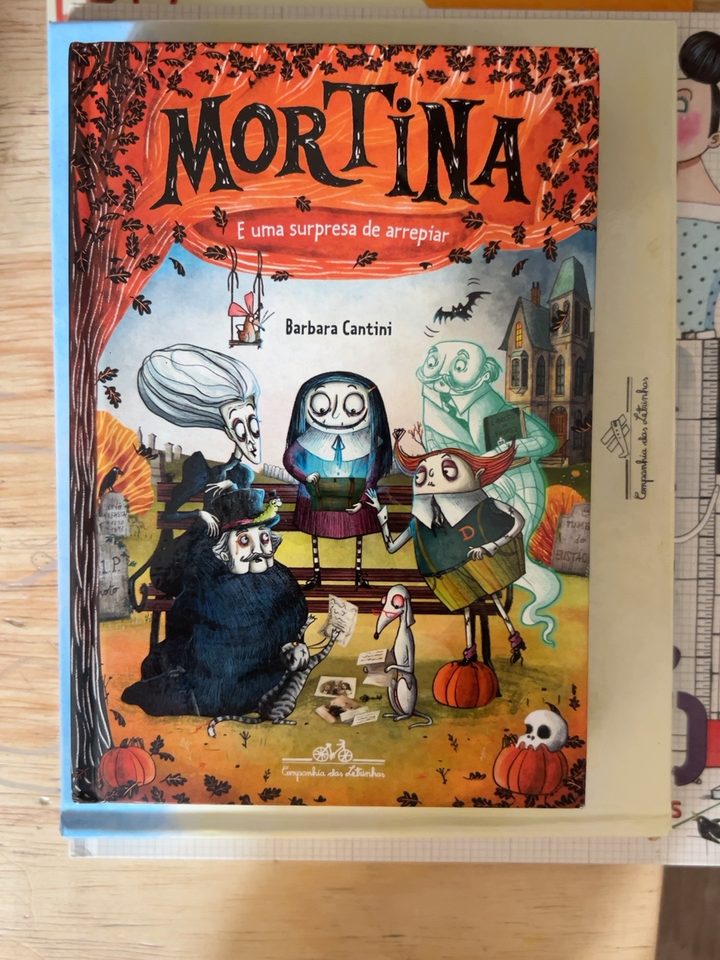 MORTINA
E uma surpresa de arrepiar
Barbara Cantini
Companhia das Letrinhas
Companhia das Letrinhas